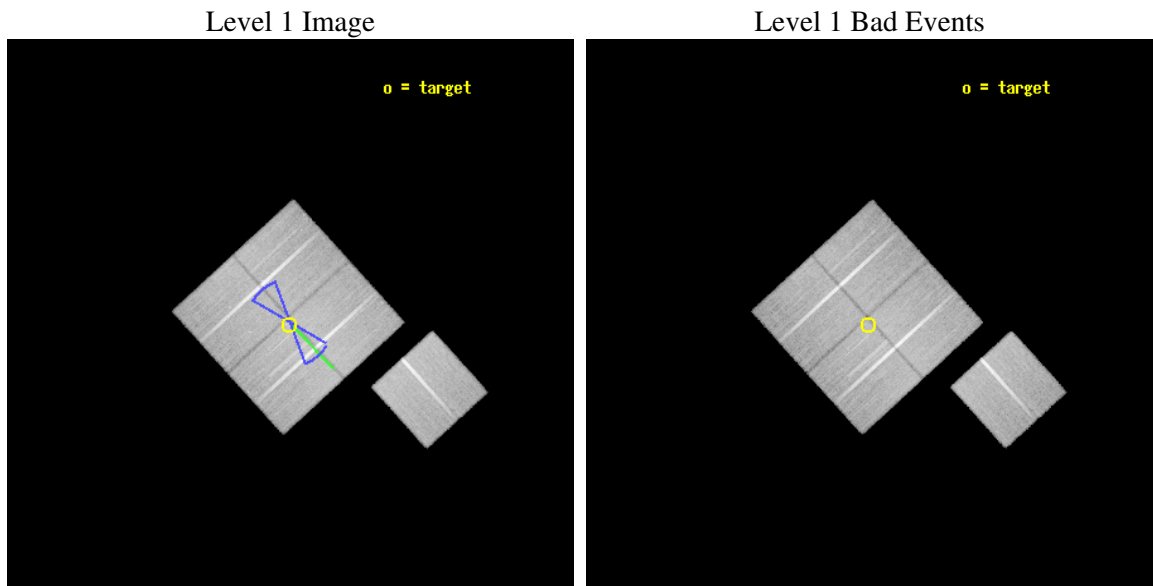 Level 1 Image
Level 1 Bad Events
o = target
o = target